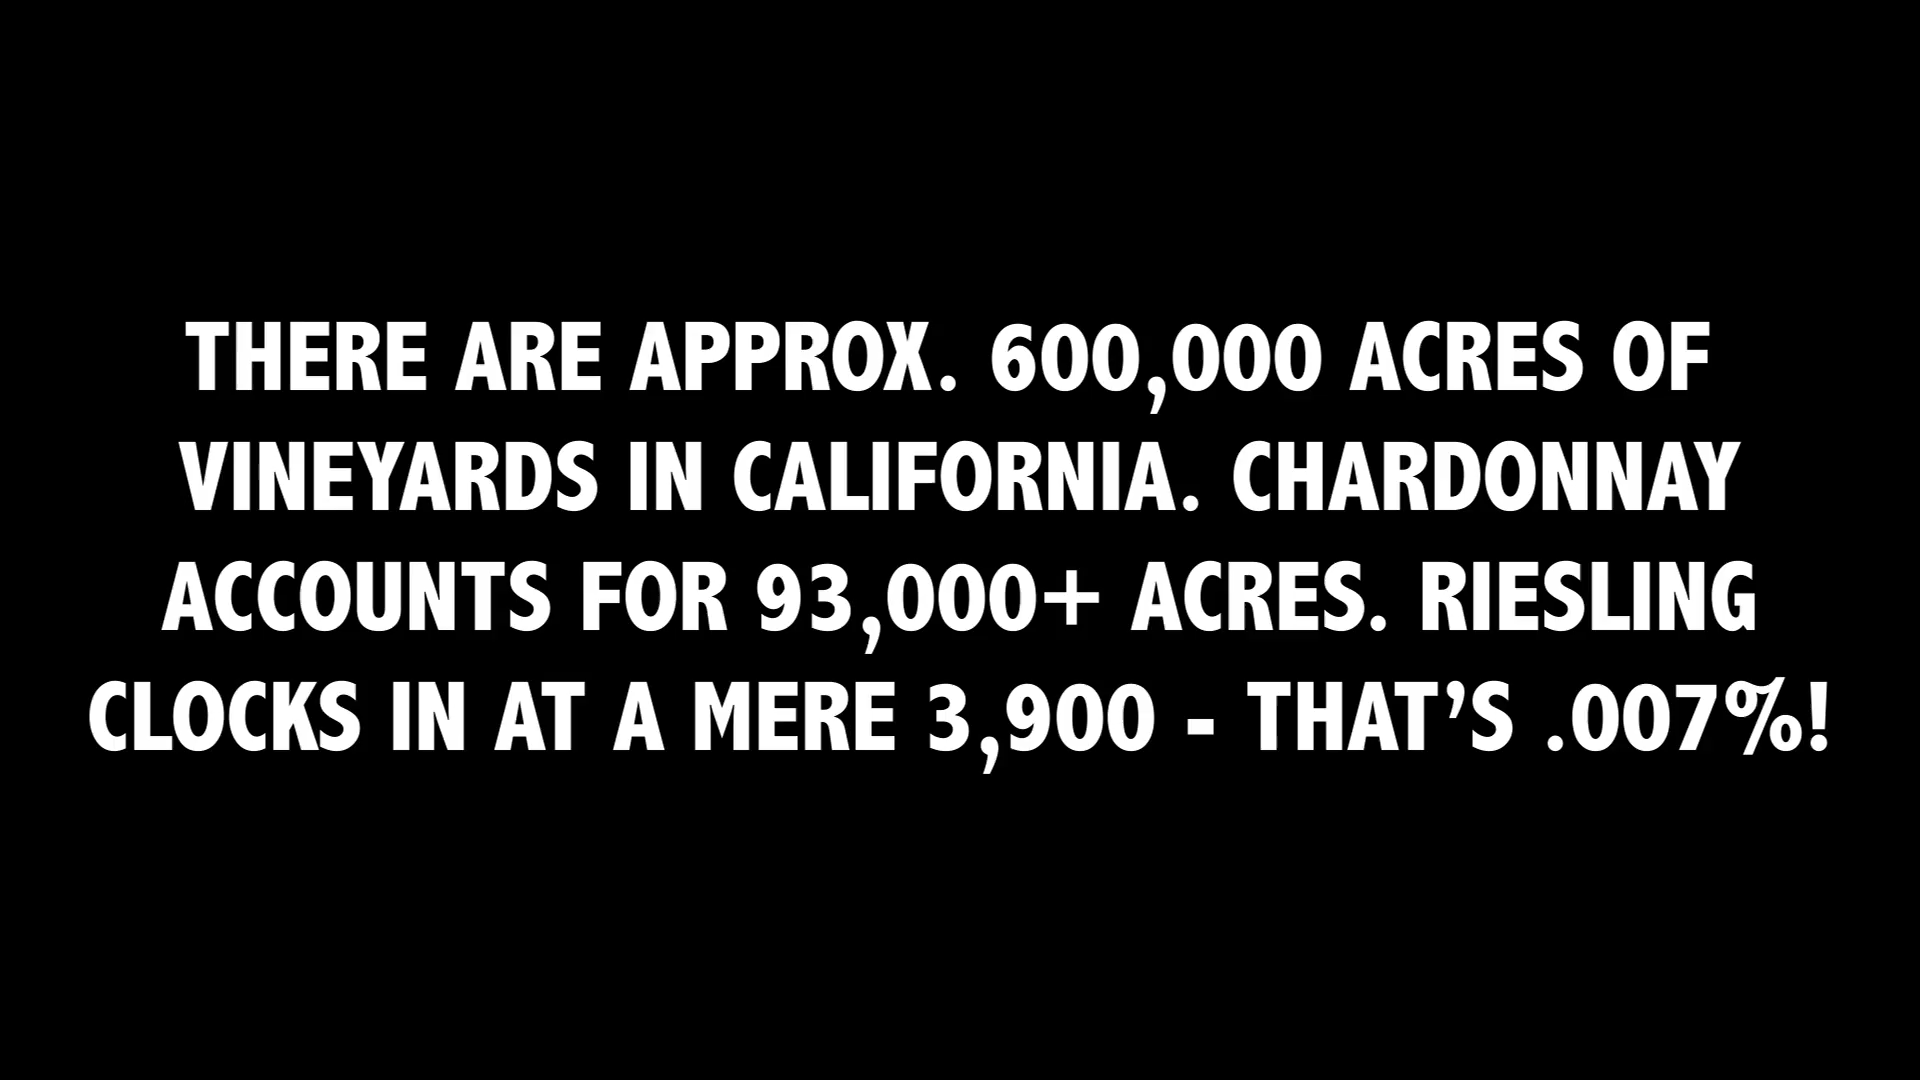 THERE ARE APPROX. 600,000 ACRES OF
VINEYARDS IN CALIFORNIA. CHARDONNAY
ACCOUNTS FOR 93,000+ ACRES. RIESLING
CLOCKS IN AT A MERE 3,900 - THAT’S .007%!